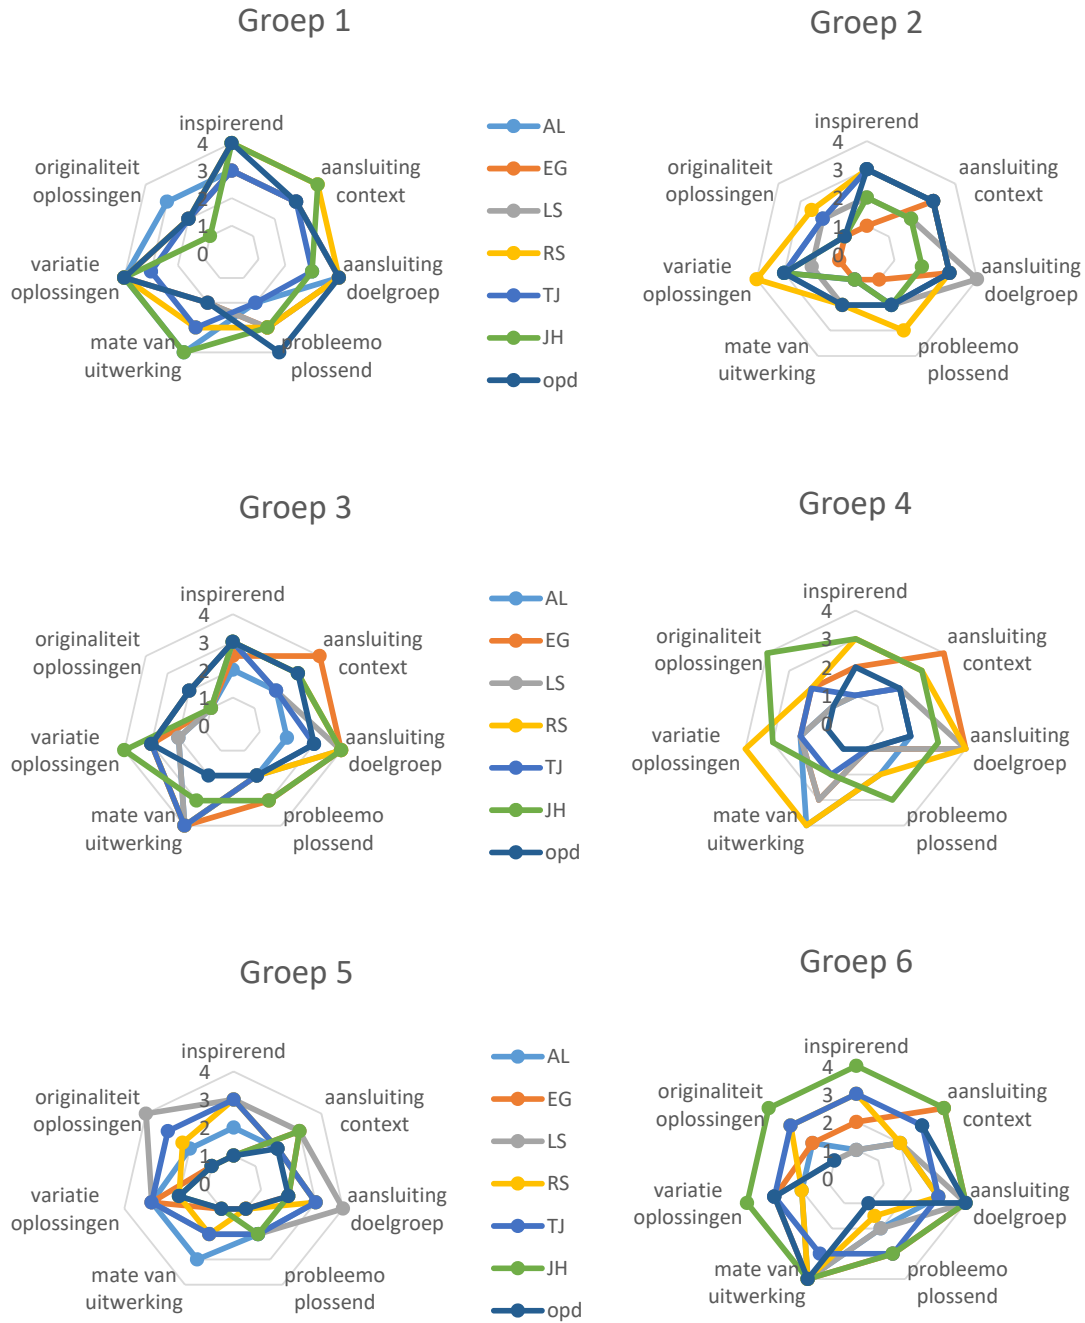 Groep 1
inspirerend
aansluiting
context
aansluiting
doelgroep
probleemo
plossend
mate van
uitwerking
variatie
oplossingen
originaliteit
oplossingen
4
3
2
1
0
AL
EG
LS
RS
TJ
JH
opd
Groep 2
inspirerend
aansluiting
context
aansluiting
doelgroep
probleemo
plossend
mate van
uitwerking
variatie
oplossingen
originaliteit
oplossingen
4
3
2
1
0
Groep 3
inspirerend
aansluiting
context
aansluiting
doelgroep
probleemo
plossend
mate van
uitwerking
variatie
oplossingen
originaliteit
oplossingen
4
3
2
1
0
AL
EG
LS
RS
TJ
JH
opd
Groep 4
inspirerend
aansluiting
context
aansluiting
doelgroep
probleemo
plossend
mate van
uitwerking
variatie
oplossingen
originaliteit
oplossingen
4
3
2
1
0
Groep 5
inspirerend
aansluiting
context
aansluiting
doelgroep
probleemo
plossend
mate van
uitwerking
variatie
oplossingen
originaliteit
oplossingen
4
3
2
1
0
AL
EG
LS
RS
TJ
JH
opd
Groep 6
inspirerend
aansluiting
context
aansluiting
doelgroep
probleemo
plossend
mate van
uitwerking
variatie
oplossingen
originaliteit
oplossingen
4
3
2
1
0